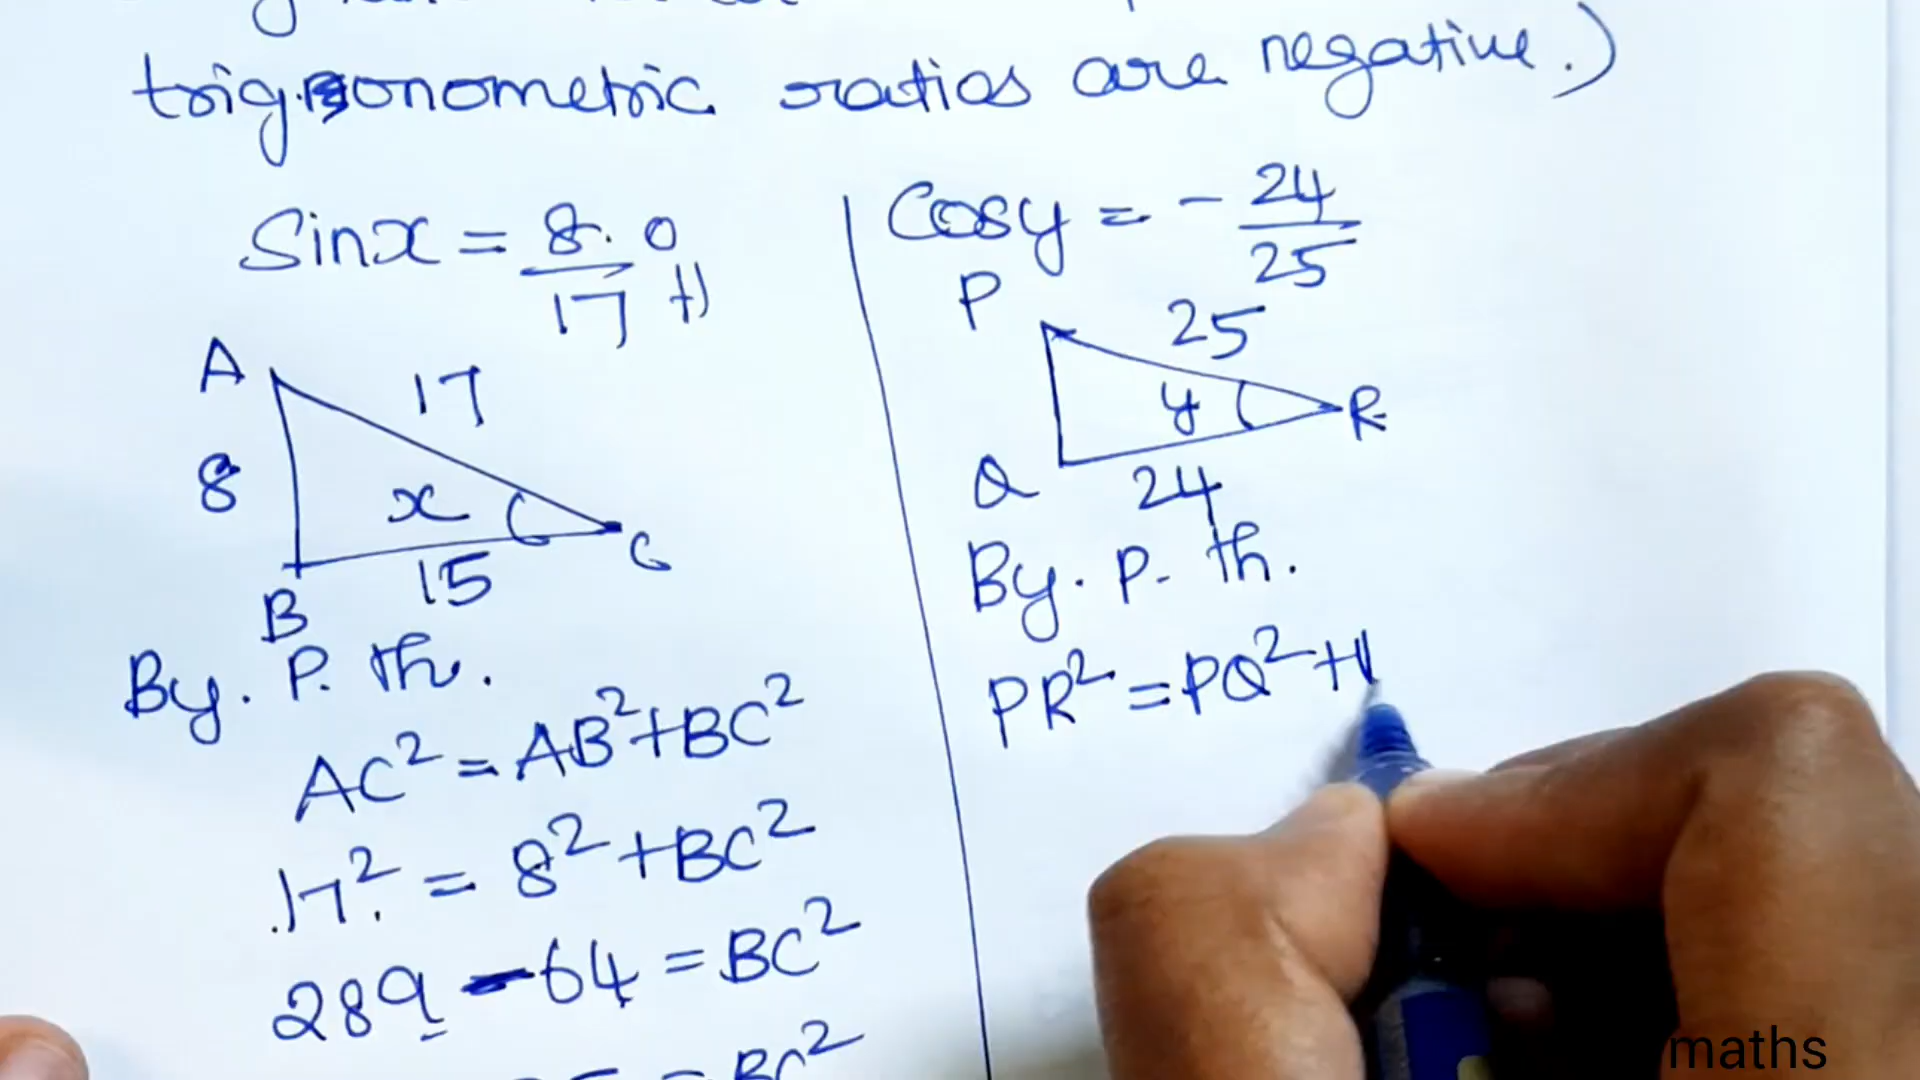 trigonometric ratios are negative.)
Sinx = 8. O
17 H
A
17
8
x
15
B
C
By. P. th.
AC² = AB² + BC²
17² = 8² + BC²
289 - 64 = BC²
= BC²
Cosy = - 24
25
P
25
y
R
Q
24
By. P. th.
PR² = PQ² +
maths